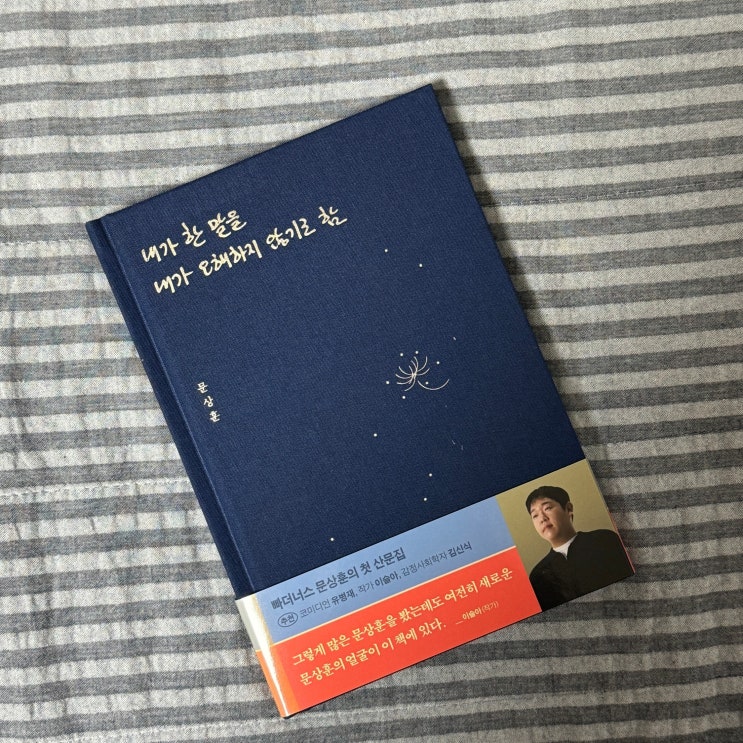 내가 한 말을
내가 오해하지 않기로 함
문상훈
빠더너스 문상훈의 첫 산문집
추천 코미디언 유병재, 작가 이슬아, 감정사회학자 김신식
그렇게 많은 문상훈을 봤는데도 여전히 새로운
문상훈의 얼굴이 이 책에 있다. _이슬아(작가)